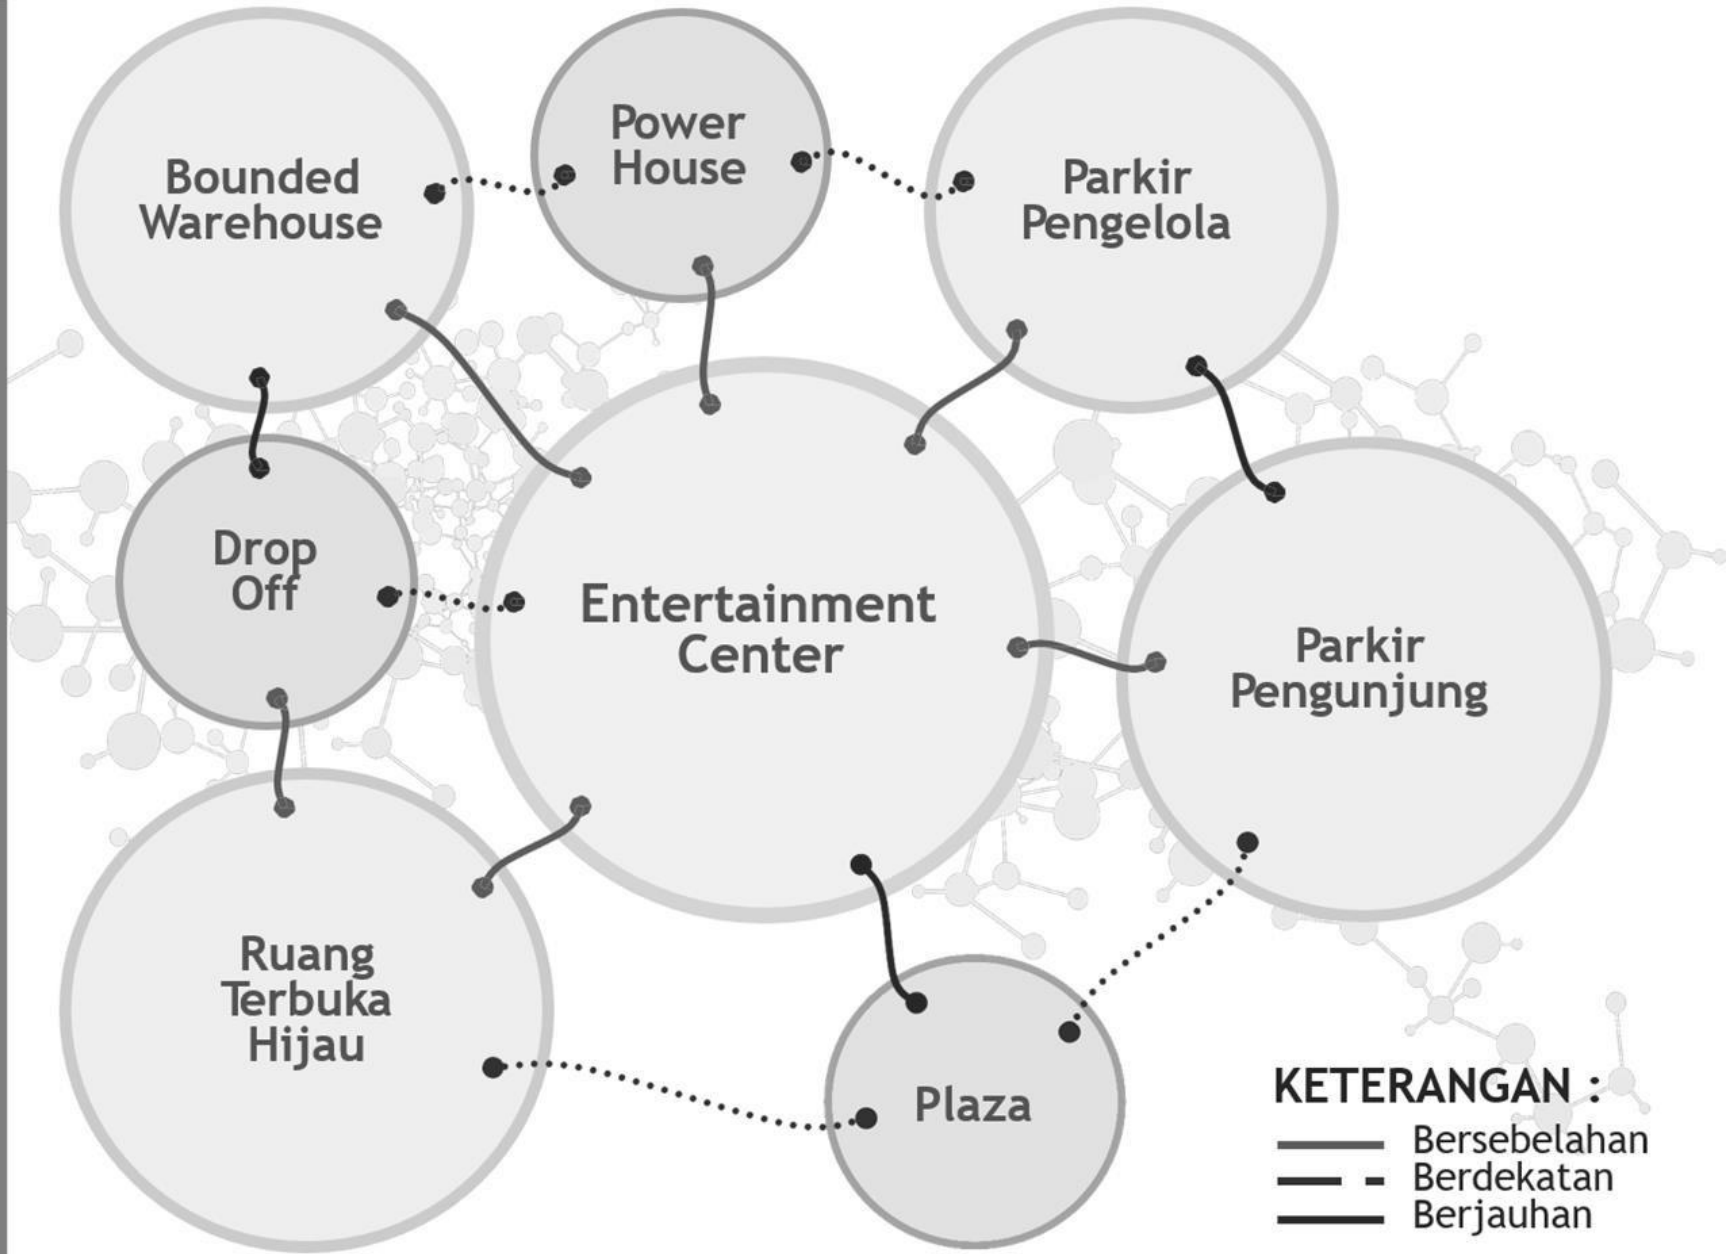 Bounded
Warehouse
Power
House
Parkir
Pengelola
Drop
Off
Entertainment
Center
Parkir
Pengunjung
Ruang
Terbuka
Hijau
Plaza
KETERANGAN :
Bersebelahan
Berdekatan
Berjauhan